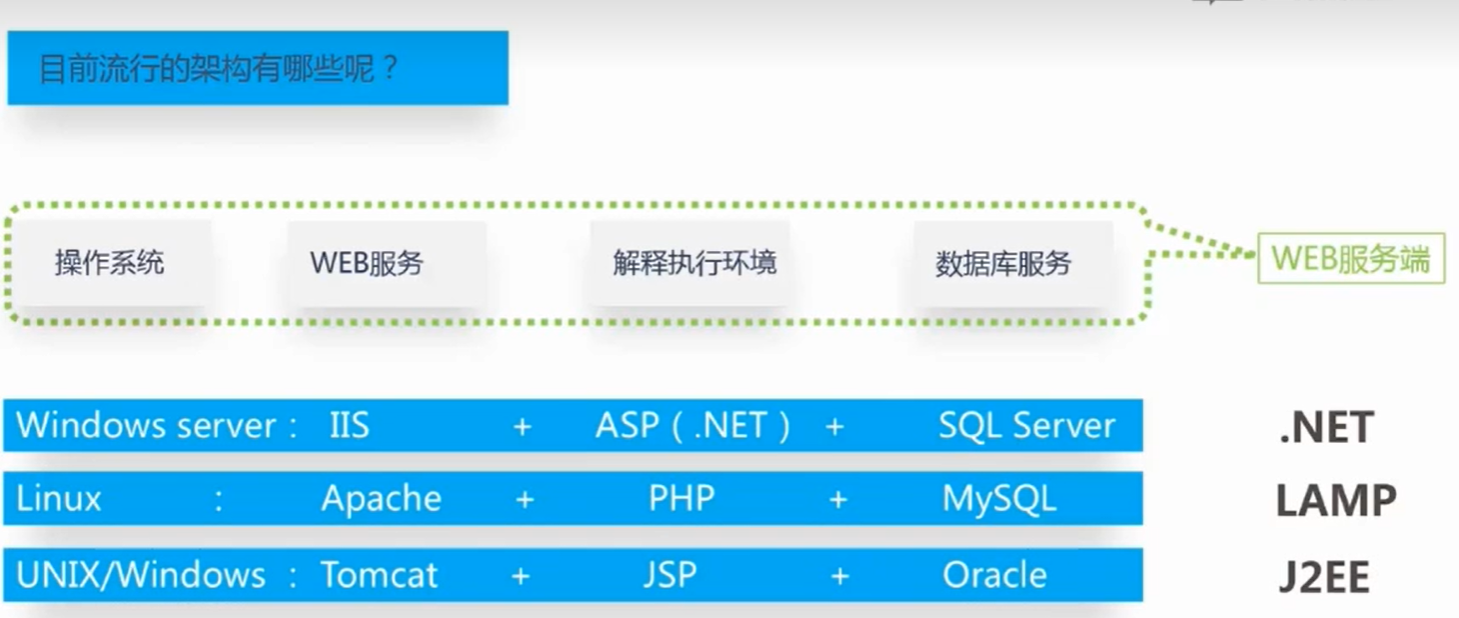 目前流行的架构有哪些呢？
操作系统 WEB服务 解释执行环境 数据库服务 WEB服务端
Windows server： IIS + ASP（.NET） + SQL Server .NET
Linux ： Apache + PHP + MySQL LAMP
UNIX/Windows ： Tomcat + JSP + Oracle J2EE